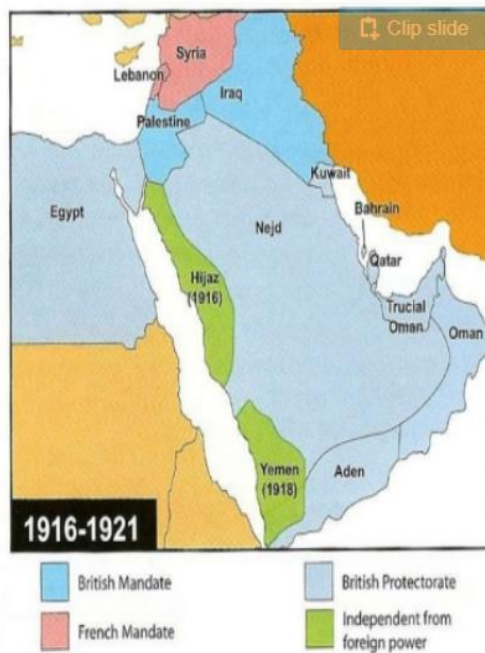 Clip slide
Syria
Lebanon
Iraq
Palestine
Kuwait
Egypt
Nejd
Bahrain
Qatar
Hijaz
(1916)
Trucial
Oman
Oman
Yemen
(1918)
Aden
1916-1921
British Mandate
British Protectorate
French Mandate
Independent from
foreign power